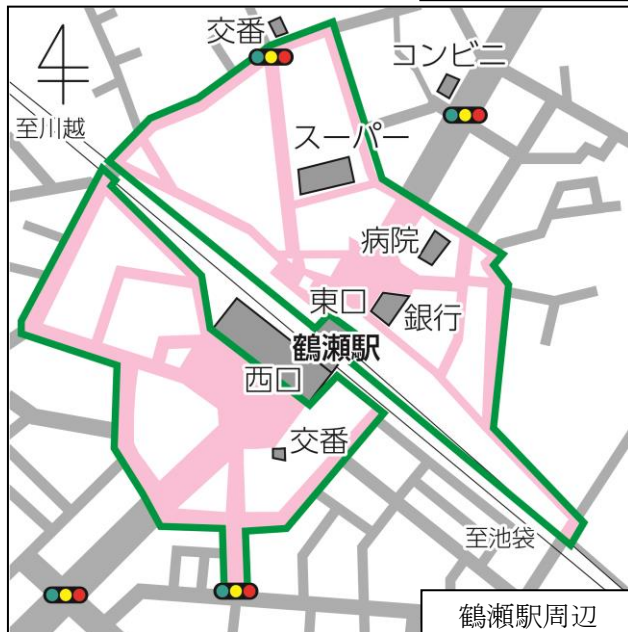 交番
コンビニ
至川越
スーパー
病院
東口
銀行
鶴瀬駅
西口
交番
至池袋
鶴瀬駅周辺